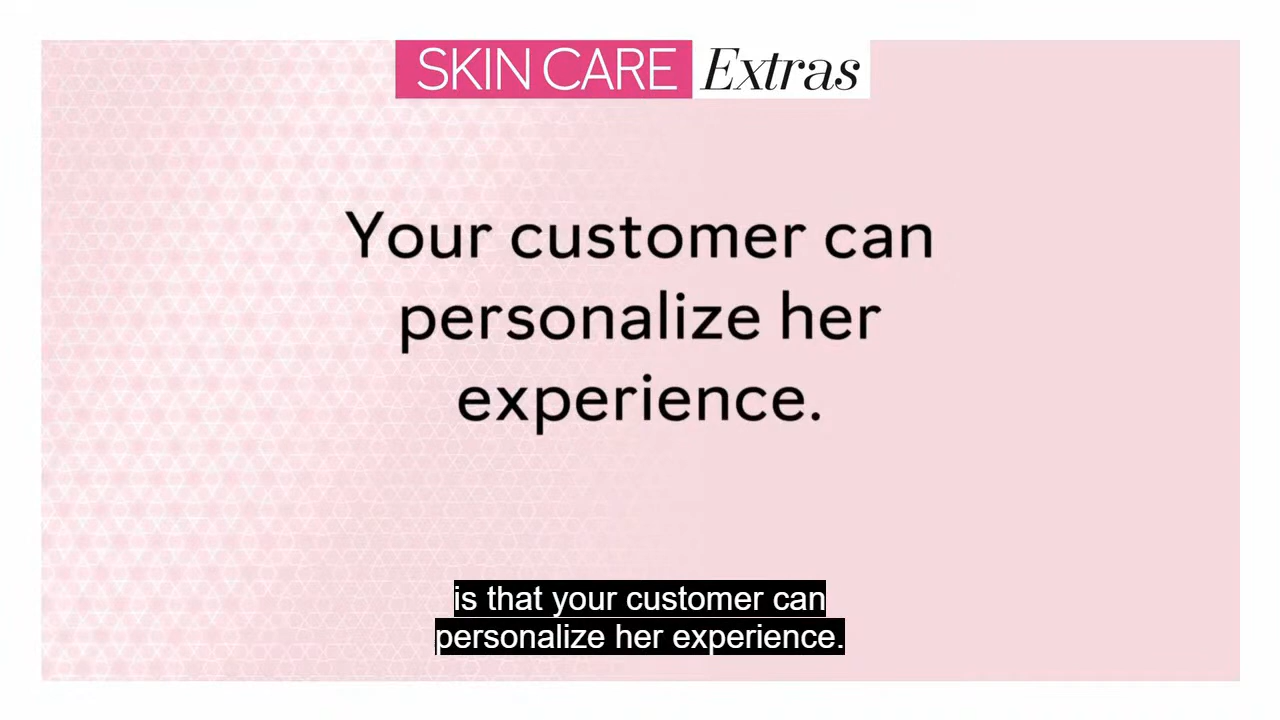 SKIN CARE Extras
Your customer can
personalize her
experience.
is that your customer can
personalize her experience.